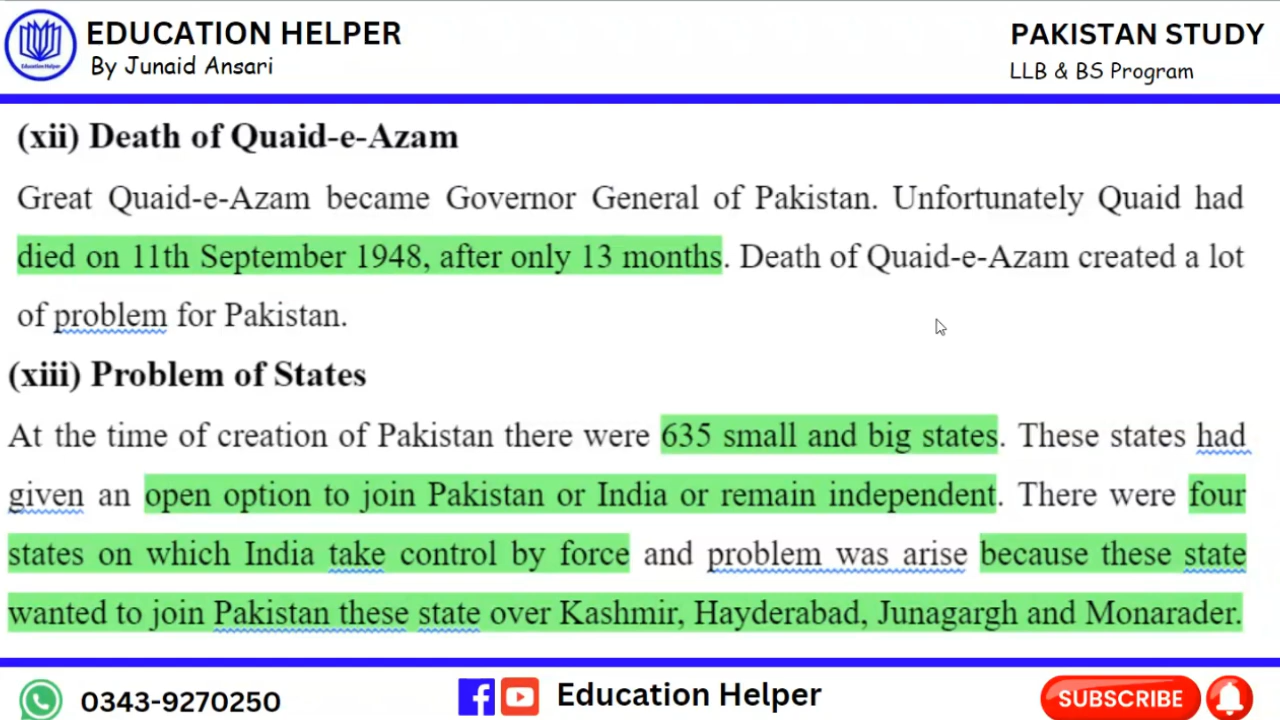 EDUCATION HELPER
By Junaid Ansari
PAKISTAN STUDY
LLB & BS Program
Education Helper
(xii) Death of Quaid-e-Azam
Great Quaid-e-Azam became Governor General of Pakistan. Unfortunately Quaid had
died on 11th September 1948, after only 13 months. Death of Quaid-e-Azam created a lot
of problem for Pakistan.
(xiii) Problem of States
At the time of creation of Pakistan there were 635 small and big states. These states had
given an open option to join Pakistan or India or remain independent. There were four
states on which India take control by force and problem was arise because these state
wanted to join Pakistan these state over Kashmir, Hayderabad, Junagargh and Monarader.
0343-9270250
Education Helper
SUBSCRIBE